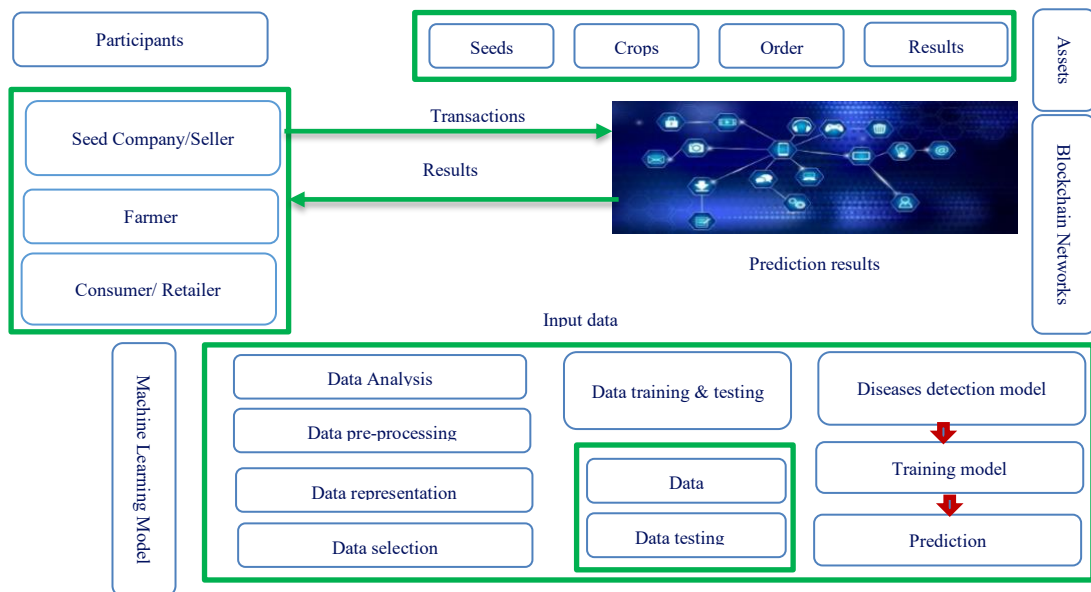 Participants
Seeds
Crops
Order
Results
Assets
Seed Company/Seller
Farmer
Consumer/ Retailer
Transactions
Results
Blockchain Networks
Prediction results
Input data
Machine Learning Model
Data Analysis
Data pre-processing
Data representation
Data selection
Data training & testing
Data
Data testing
Diseases detection model
Training model
Prediction